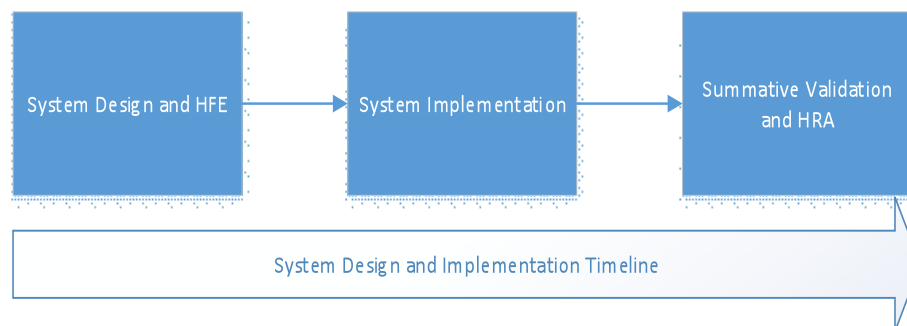 System Design and HFE
System Implementation
Summative Validation
and HRA
System Design and Implementation Timeline